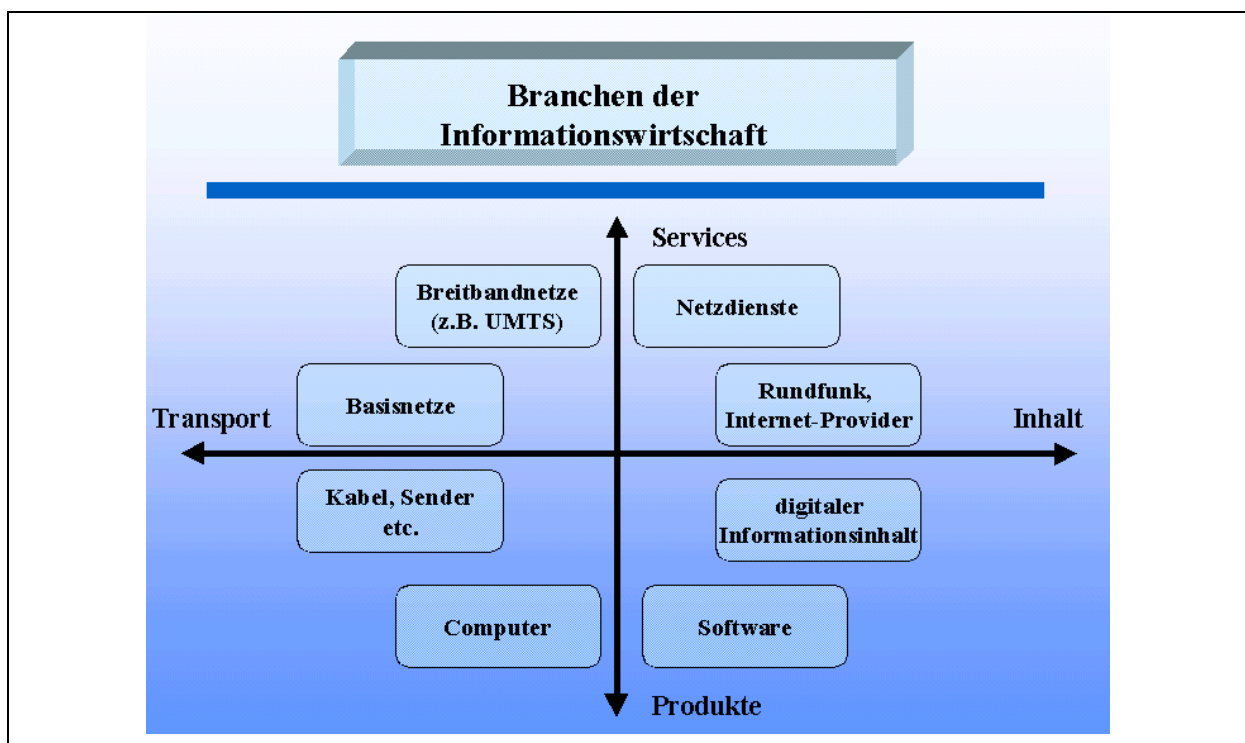 Branchen der
Informationswirtschaft
Services
Breitbandnetze
(z.B. UMTS)
Netzdienste
Transport
Basisnetze
Rundfunk,
Internet-Provider
Inhalt
Kabel, Sender
etc.
digitaler
Informationsinhalt
Computer
Software
Produkte